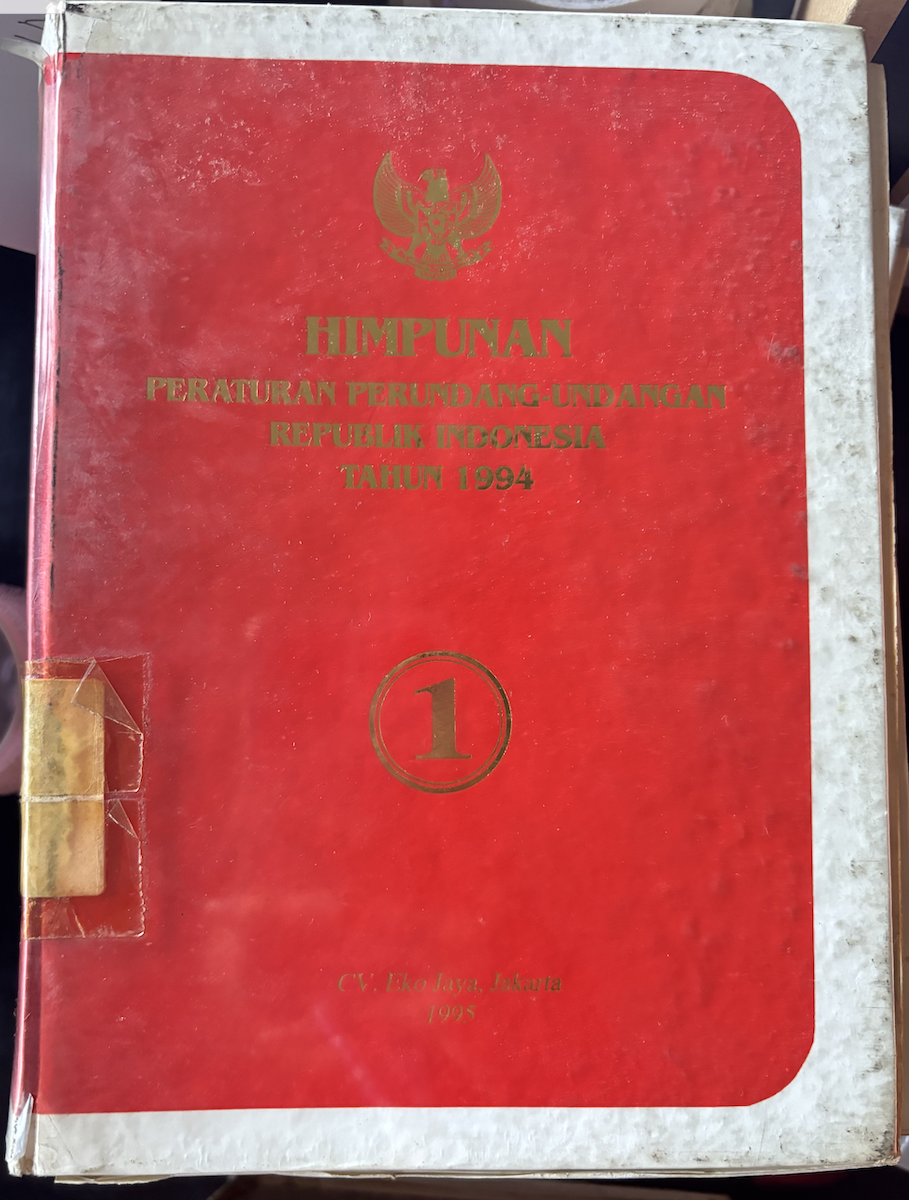 HIMPUNAN
PERATURAN PERUNDANG-UNDANGAN
REPUBLIK INDONESIA
TAHUN 1994
1
CV. Eko Jaya, Jakarta
1995